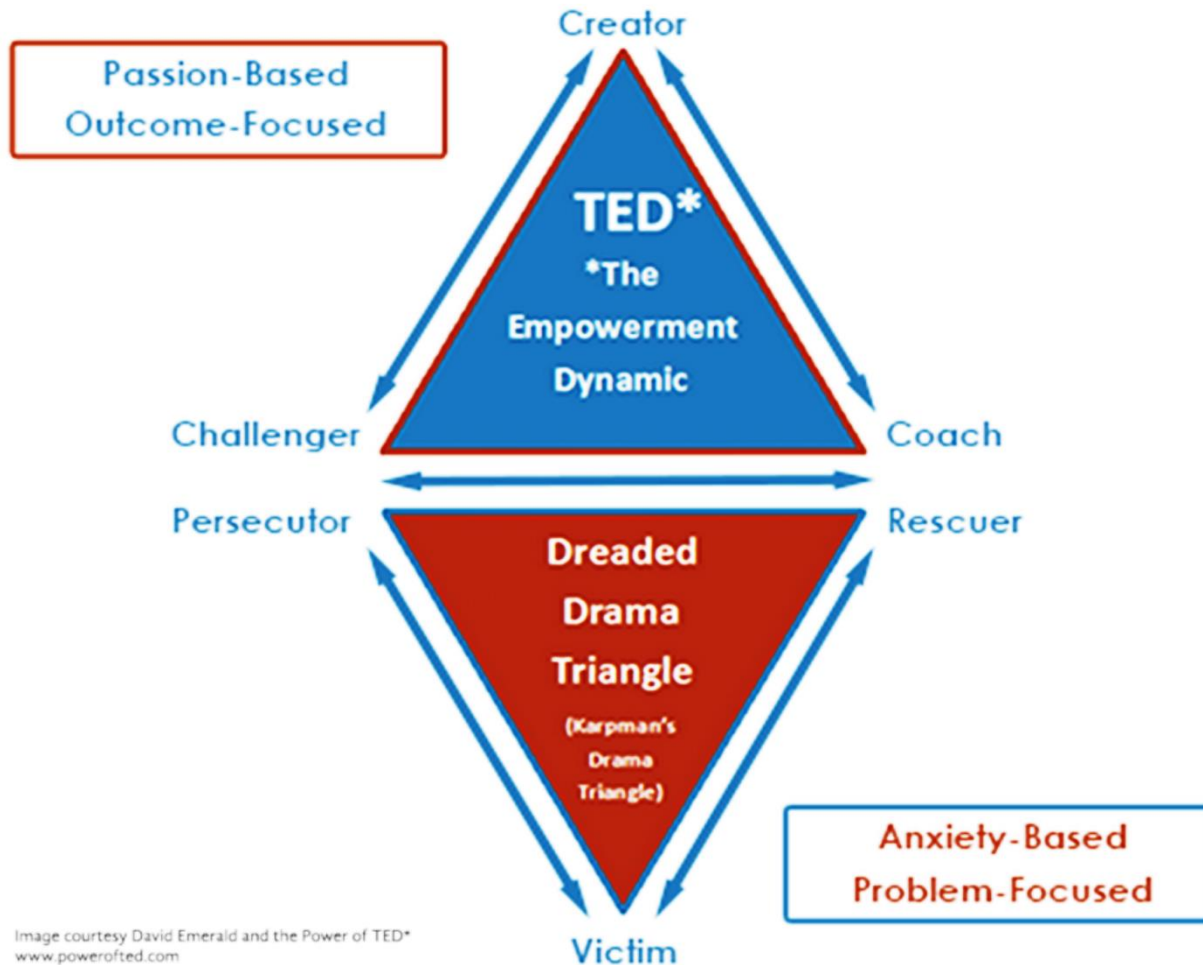 Creator
Passion-Based
Outcome-Focused
TED*
*The
Empowerment
Dynamic
Challenger
Coach
Persecutor
Rescuer
Dreaded
Drama
Triangle
(Karpman's
Drama
Triangle)
Anxiety-Based
Problem-Focused
Victim
Image courtesy David Emerald and the Power of TED*
www.powerofted.com